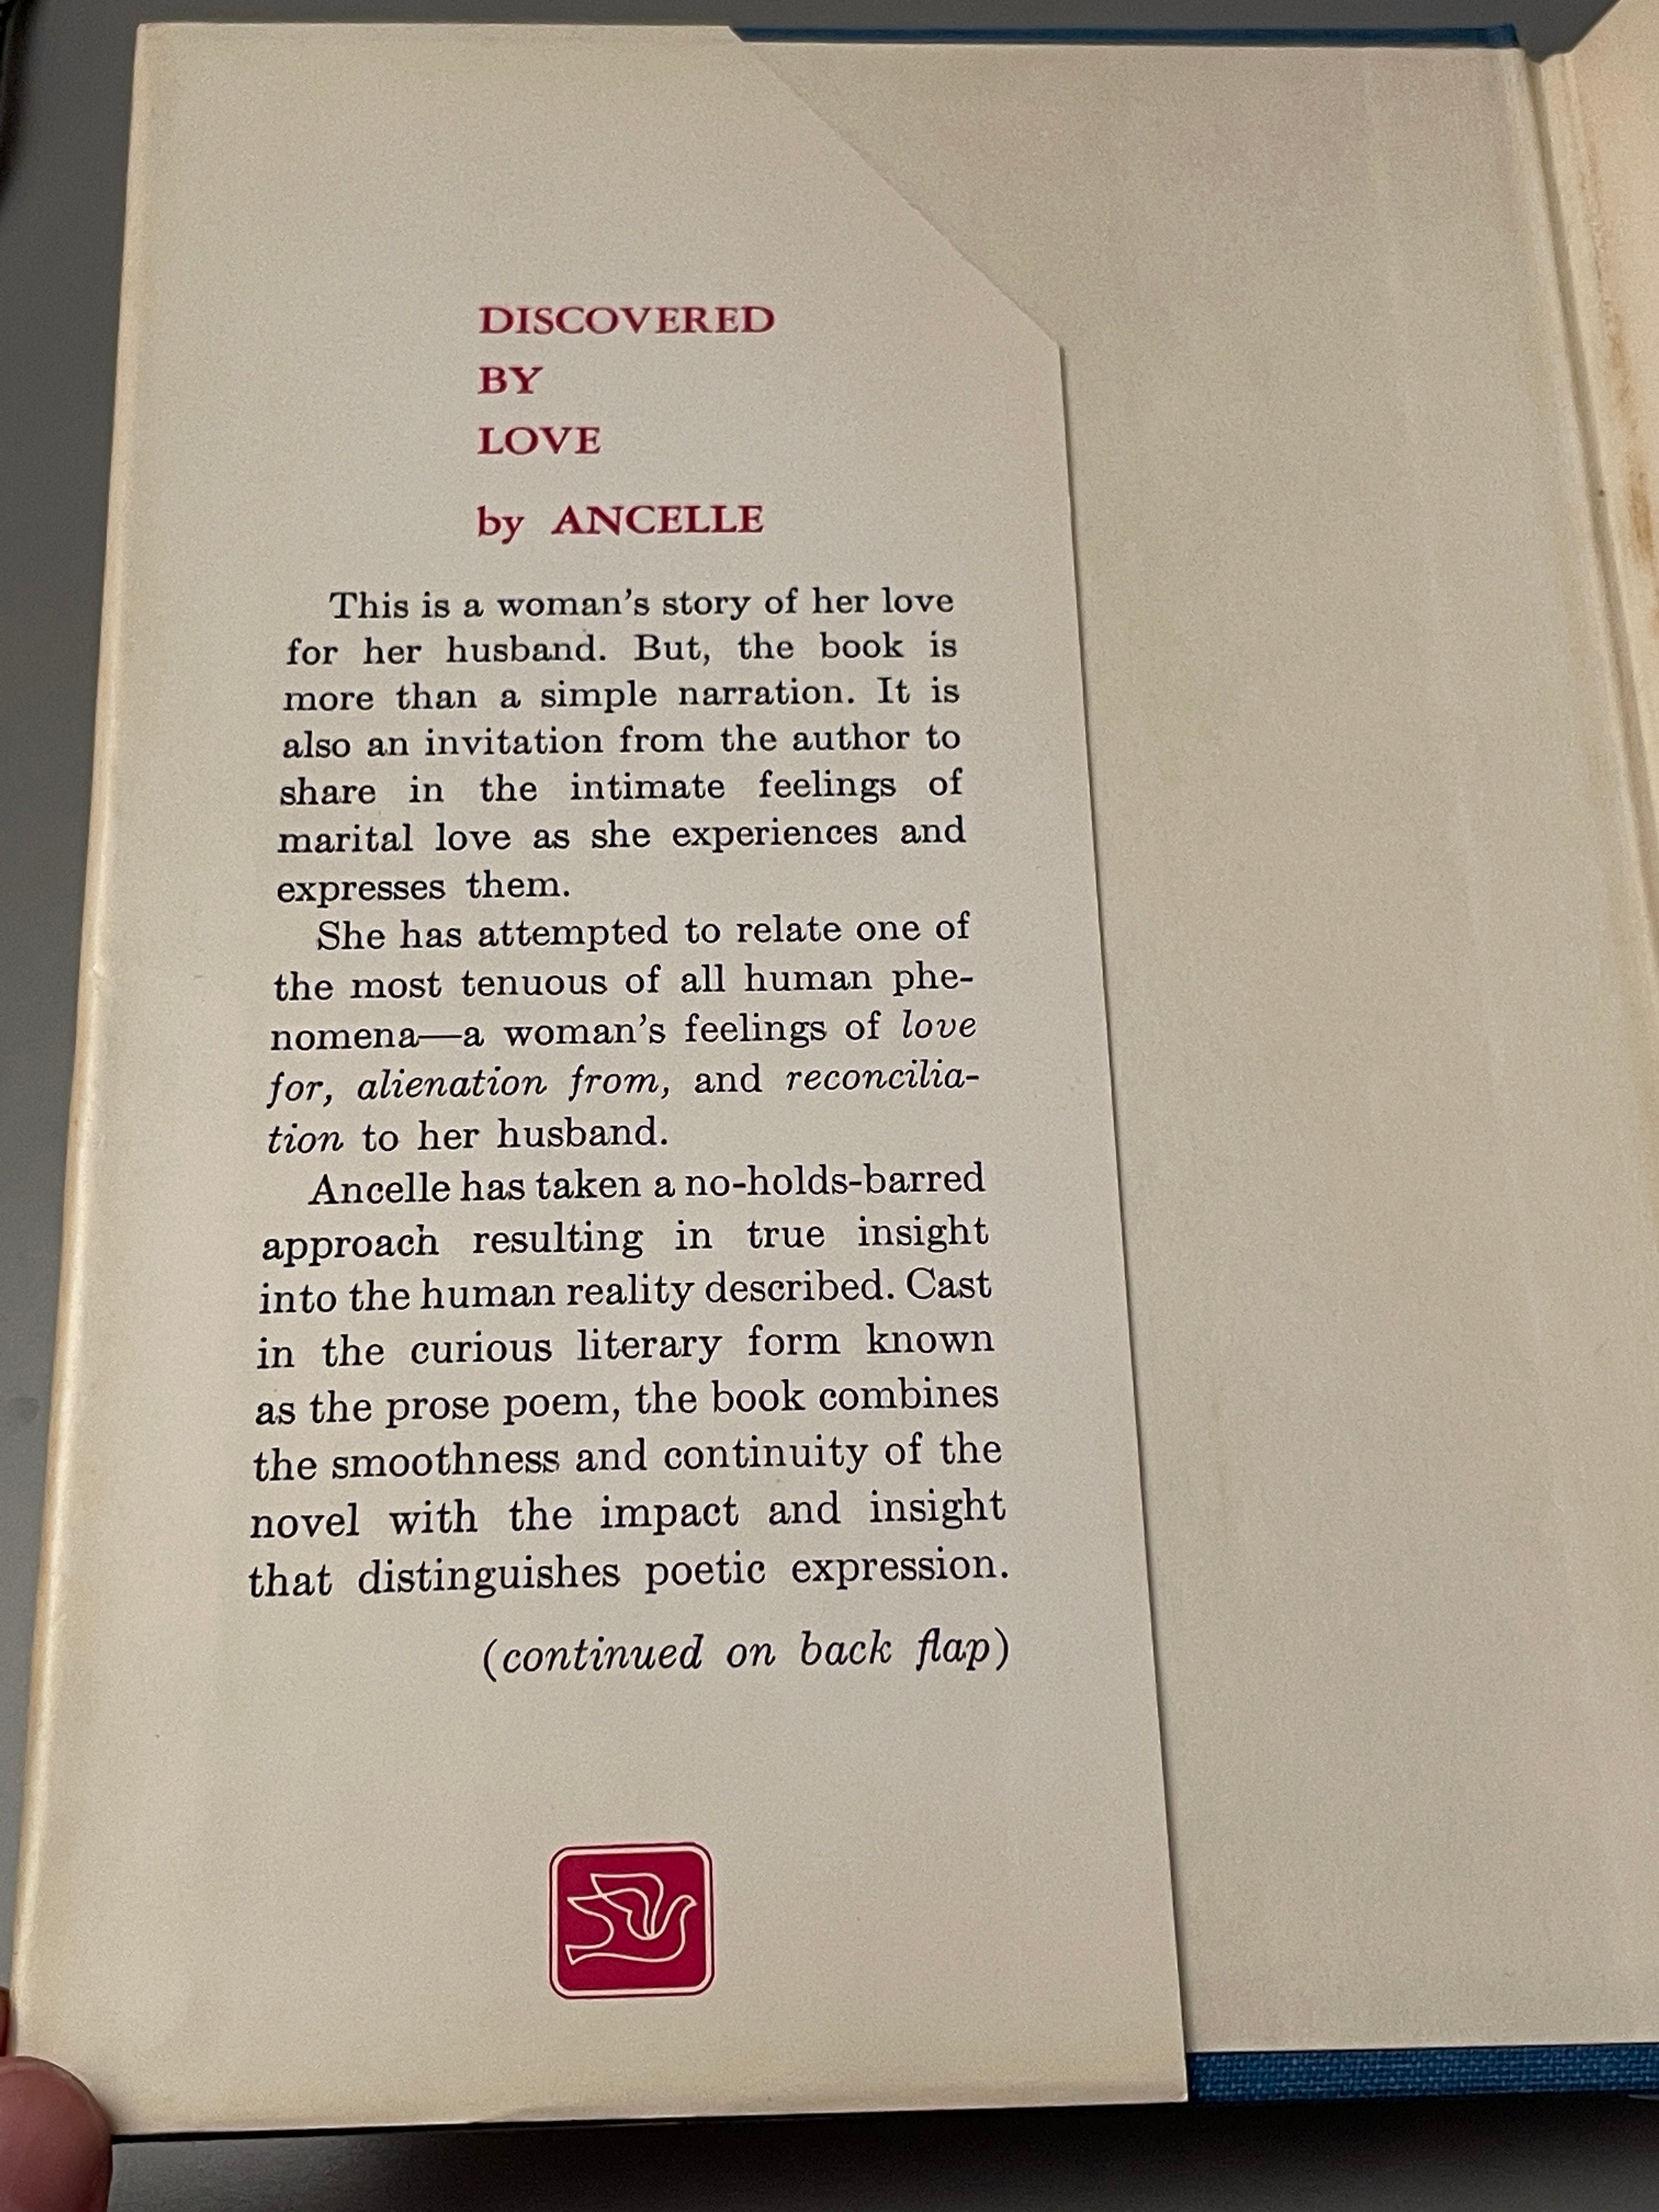 DISCOVERED
BY
LOVE
by ANCELLE
This is a woman's story of her love
for her husband. But, the book is
more than a simple narration. It is
also an invitation from the author to
share in the intimate feelings of
marital love as she experiences and
expresses them.
She has attempted to relate one of
the most tenuous of all human phe-
nomena—a woman's feelings of love
for, alienation from, and reconcilia-
tion to her husband.
Ancelle has taken a no-holds-barred
approach resulting in true insight
into the human reality described. Cast
in the curious literary form known
as the prose poem, the book combines
the smoothness and continuity of the
novel with the impact and insight
that distinguishes poetic expression.
(continued on back flap)